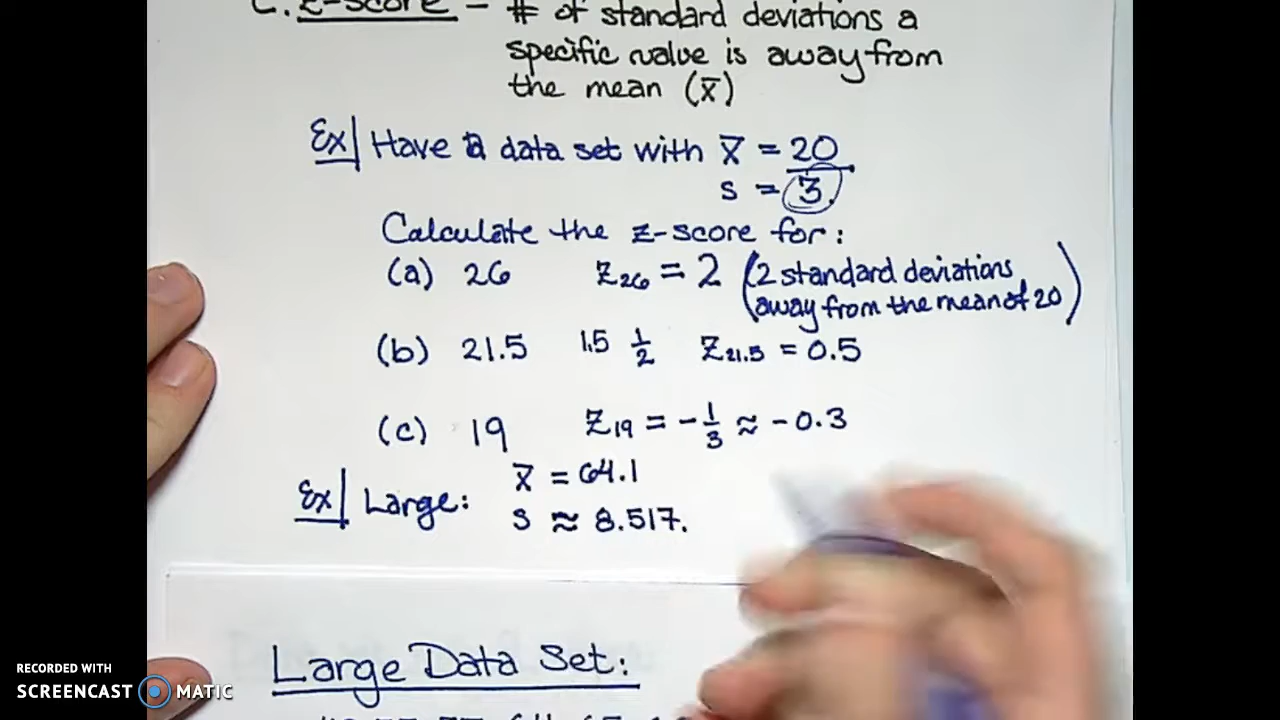 C. z-score - # of standard deviations a
specific value is away from
the mean (x̄)
Ex| Have a data set with x̄ = 20
s = 3
Calculate the z-score for:
(a) 26 z₂₆ = 2 (2 standard deviations
away from the mean of 20)
(b) 21.5 1.5 1/2 z₂₁.₅ = 0.5
(c) 19 z₁₉ = -1/3 ≈ -0.3
Ex| Large: x̄ = 64.1
s ≈ 8.517.
Large Data Set:
RECORDED WITH
SCREENCAST MATIC